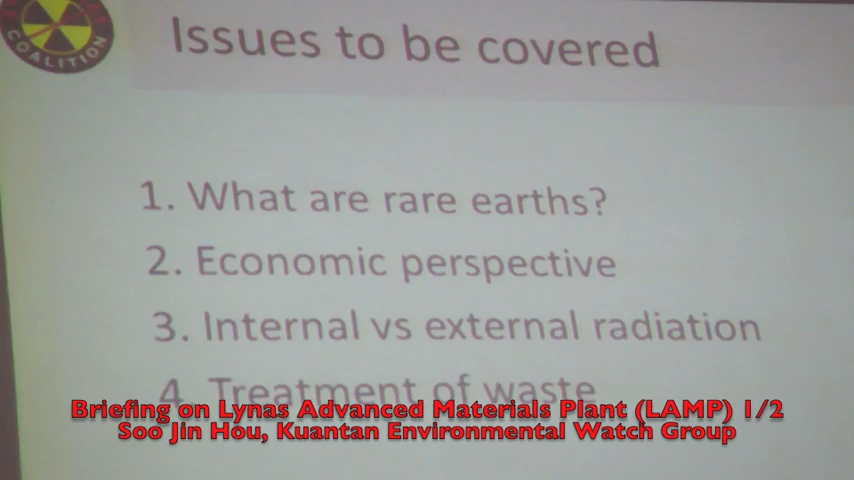 COALITION
Issues to be covered
1. What are rare earths?
2. Economic perspective
3. Internal vs external radiation
4. Treatment of waste
Briefing on Lynas Advanced Materials Plant (LAMP) 1/2
Soo Jin Hou, Kuantan Environmental Watch Group